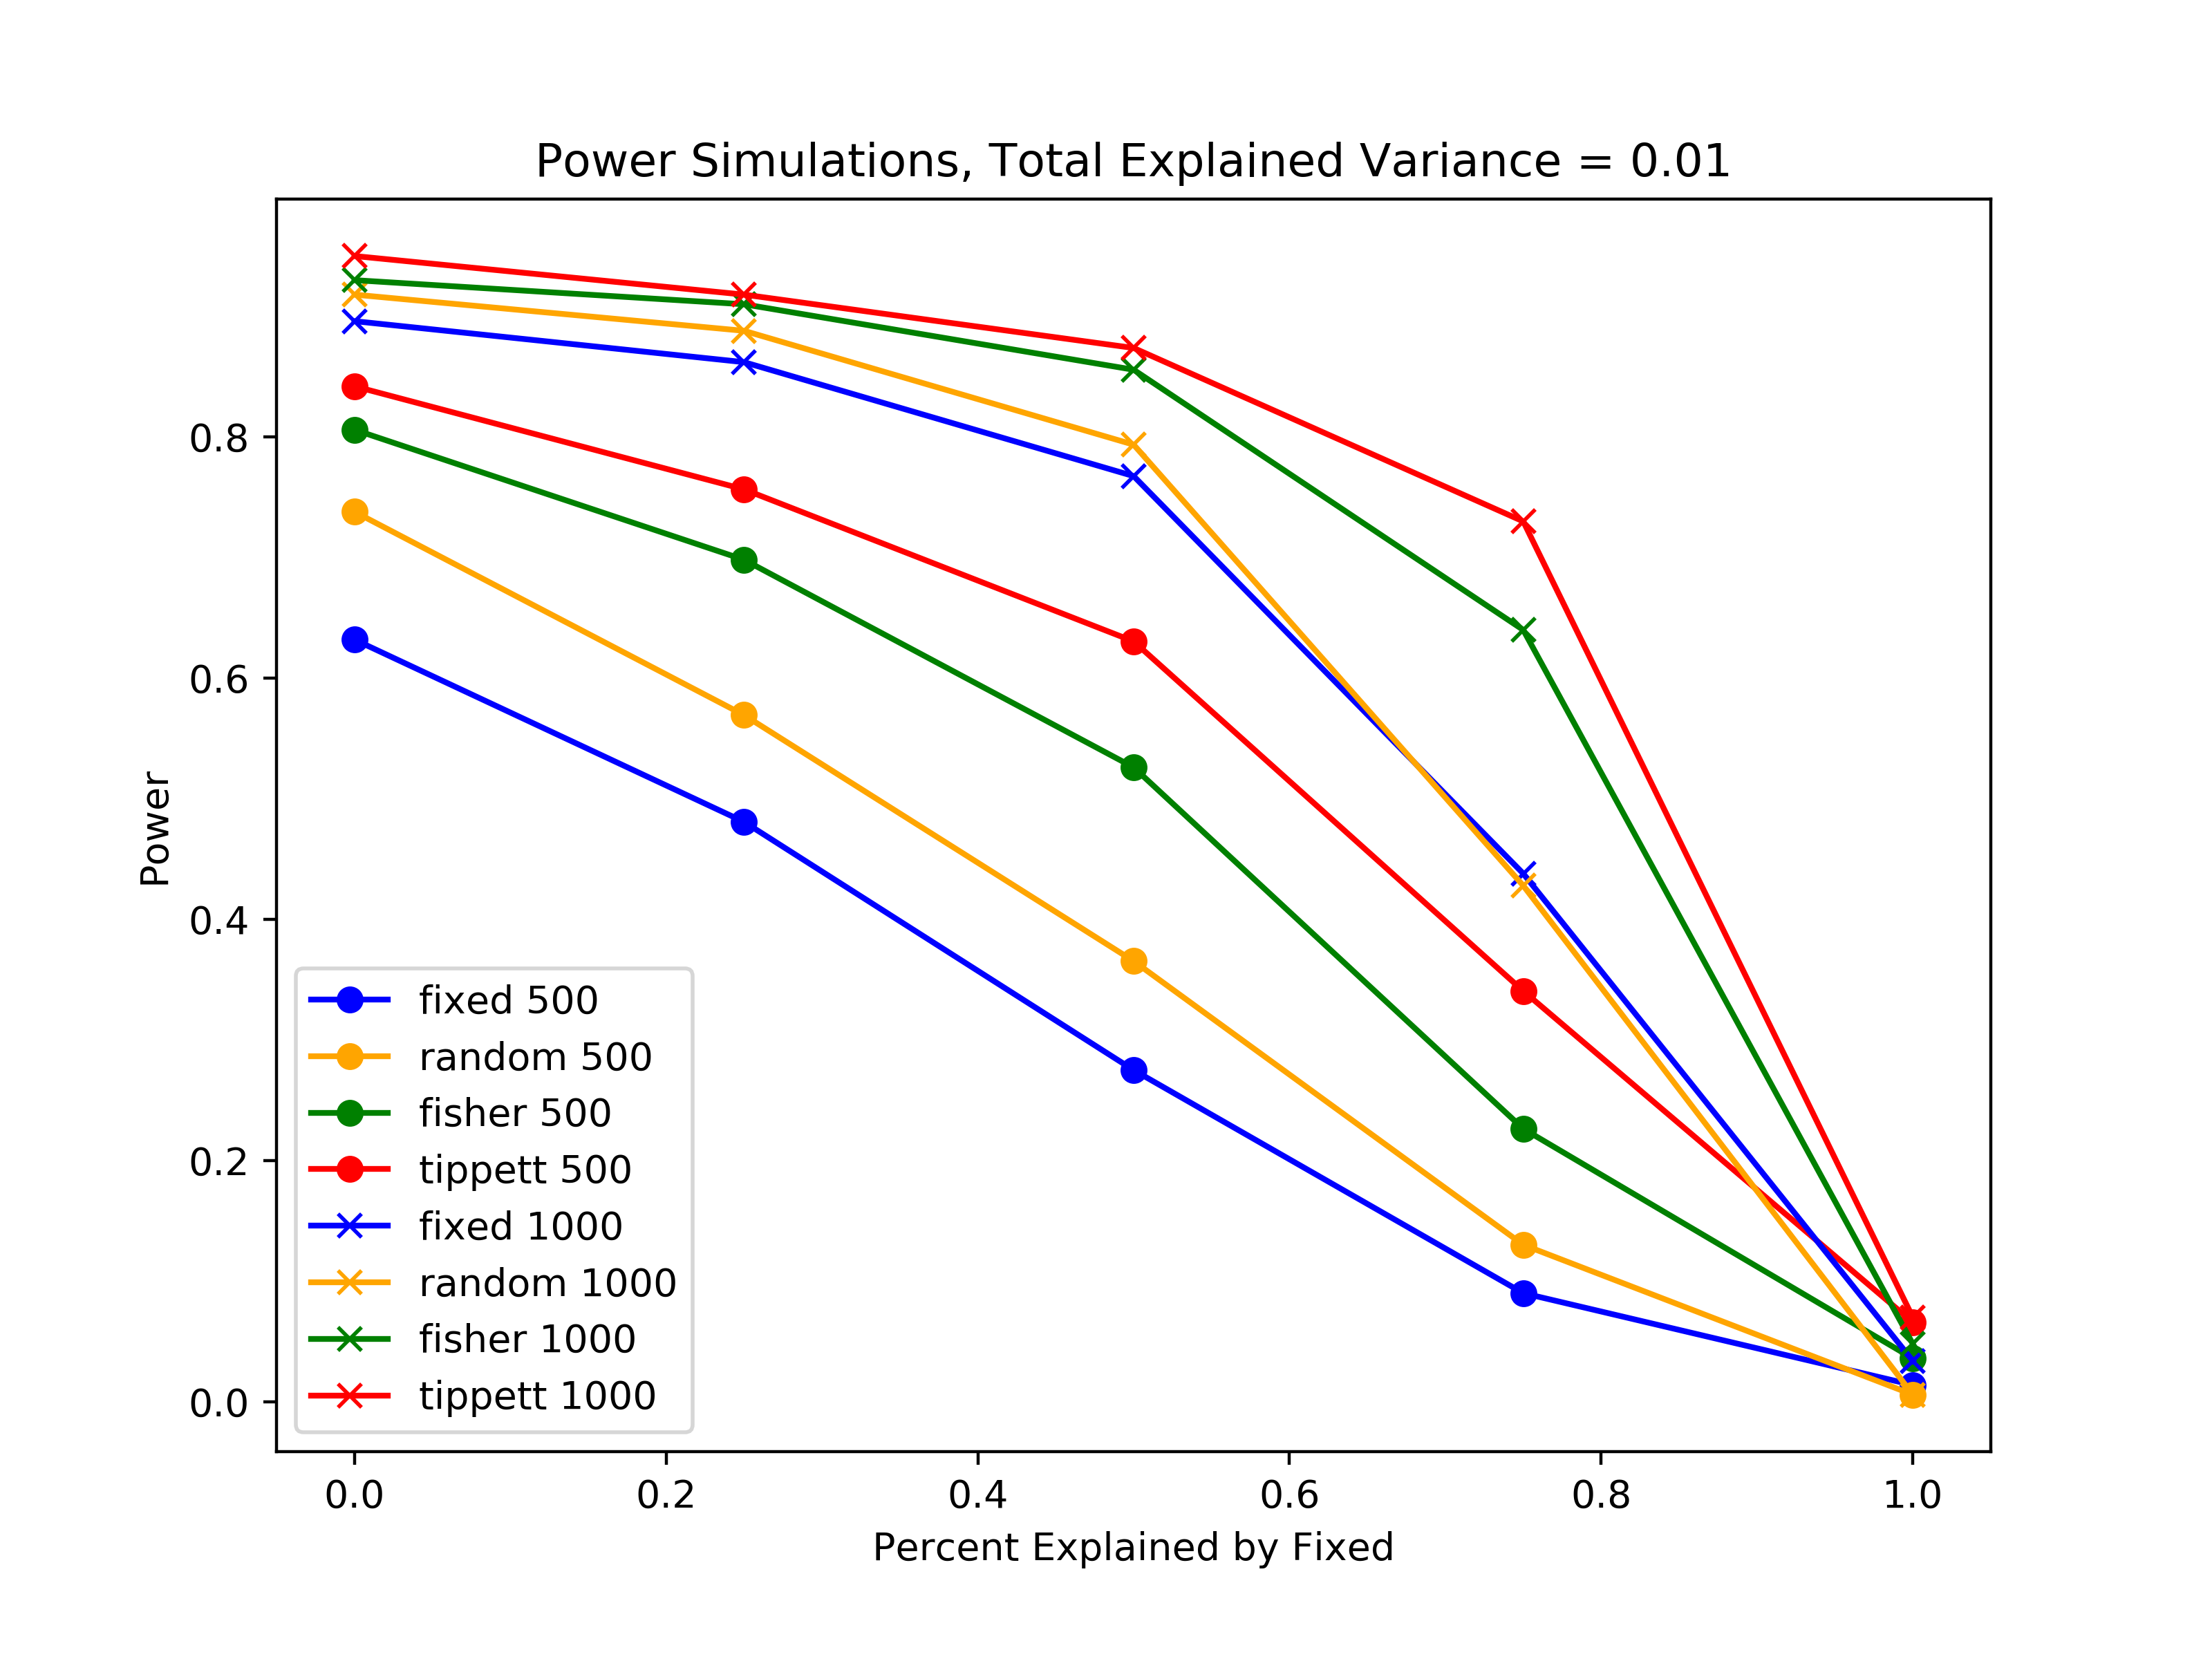 Power Simulations, Total Explained Variance = 0.01
Power
0.8
0.6
0.4
0.2
0.0
fixed 500
random 500
fisher 500
tippett 500
fixed 1000
random 1000
fisher 1000
tippett 1000
0.0 0.2 0.4 0.6 0.8 1.0
Percent Explained by Fixed